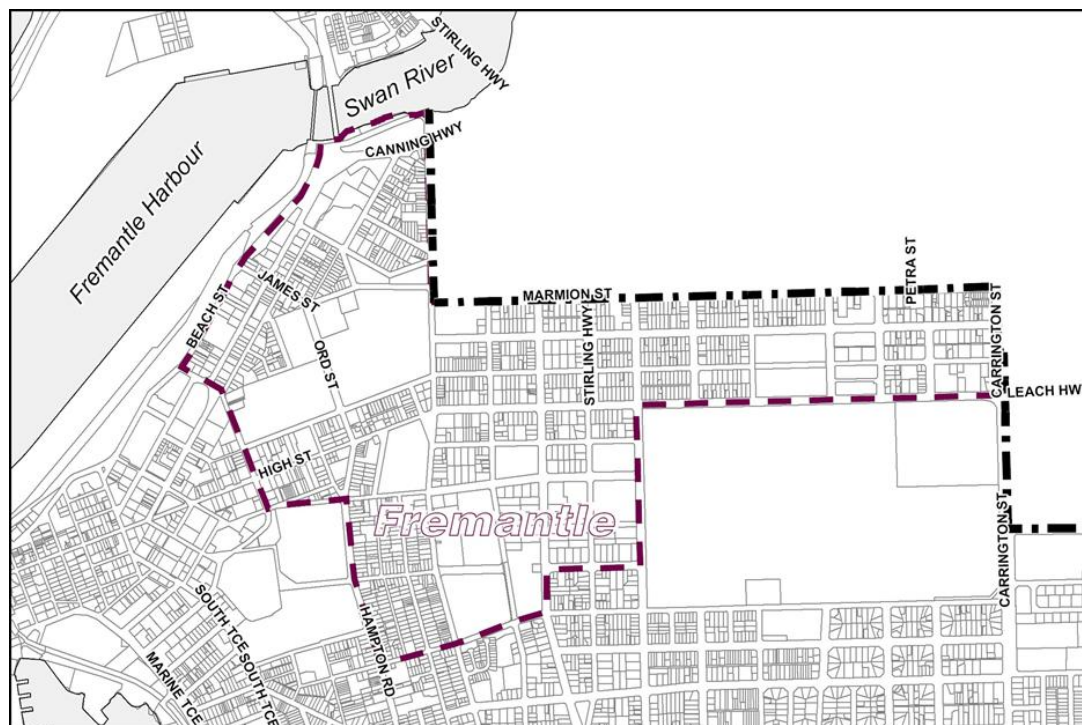 STIRLING HWY
Swan River
CANNING HWY
Fremantle Harbour
JAMES ST
BEACH ST
ORD ST
MARMION ST
STIRLING HWY
PETRA ST
CARRINGTON ST
LEACH HW
HIGH ST
Fremantle
CARRINGTON ST
HAMPTON RD
SOUTH TCE
SOUTH TCE
MARINE TCE